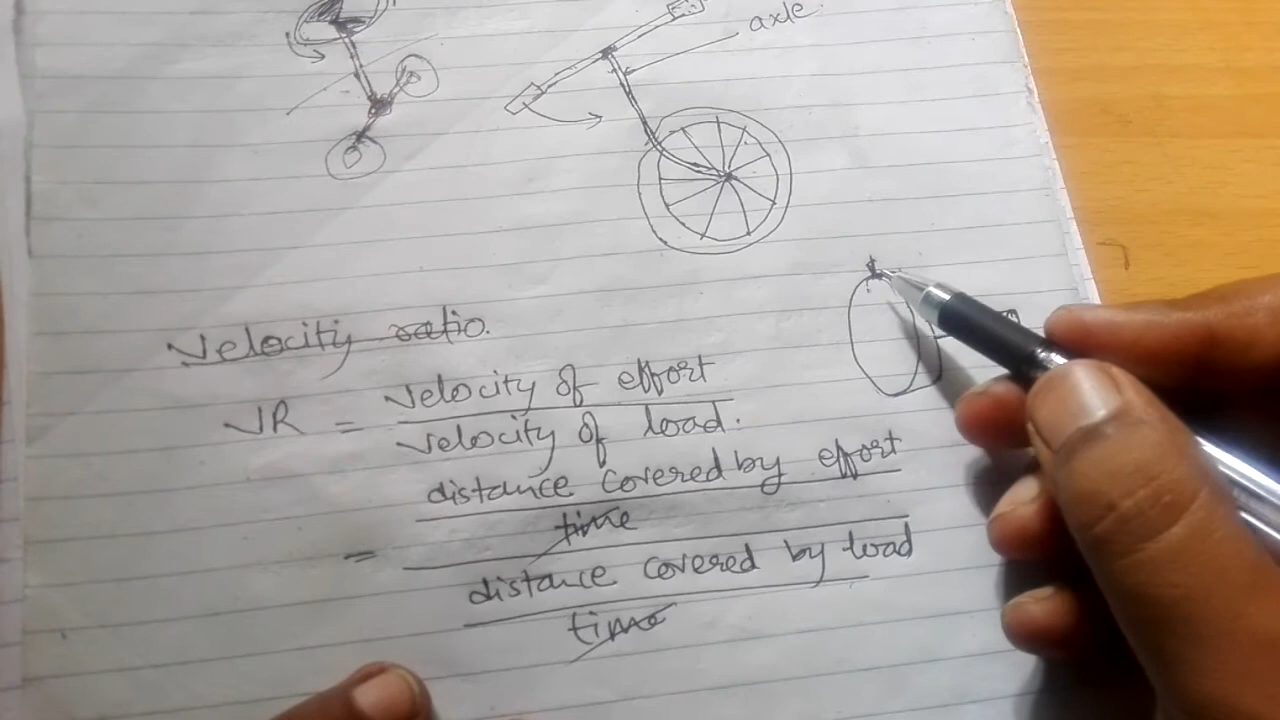 axle
Velocity ratio.
VR = velocity of effort
velocity of load.
distance covered by effort
time
=
distance covered by load
time